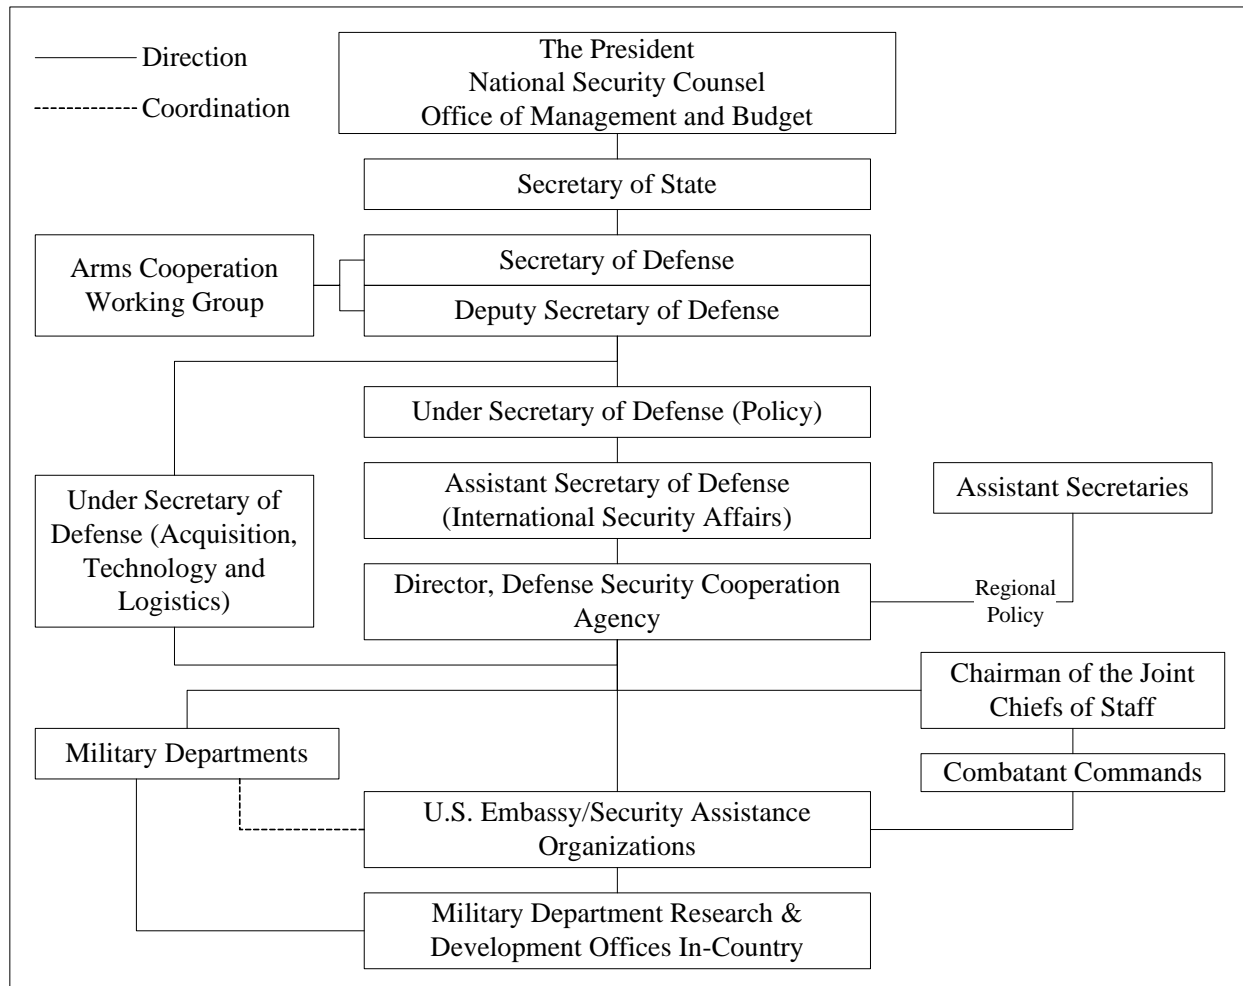 Direction
Coordination
The President
National Security Counsel
Office of Management and Budget
Secretary of State
Arms Cooperation
Working Group
Secretary of Defense
Deputy Secretary of Defense
Under Secretary of Defense (Policy)
Under Secretary of
Defense (Acquisition,
Technology and
Logistics)
Assistant Secretary of Defense
(International Security Affairs)
Assistant Secretaries
Director, Defense Security Cooperation
Agency
Regional
Policy
Chairman of the Joint
Chiefs of Staff
Military Departments
Combatant Commands
U.S. Embassy/Security Assistance
Organizations
Military Department Research &
Development Offices In-Country